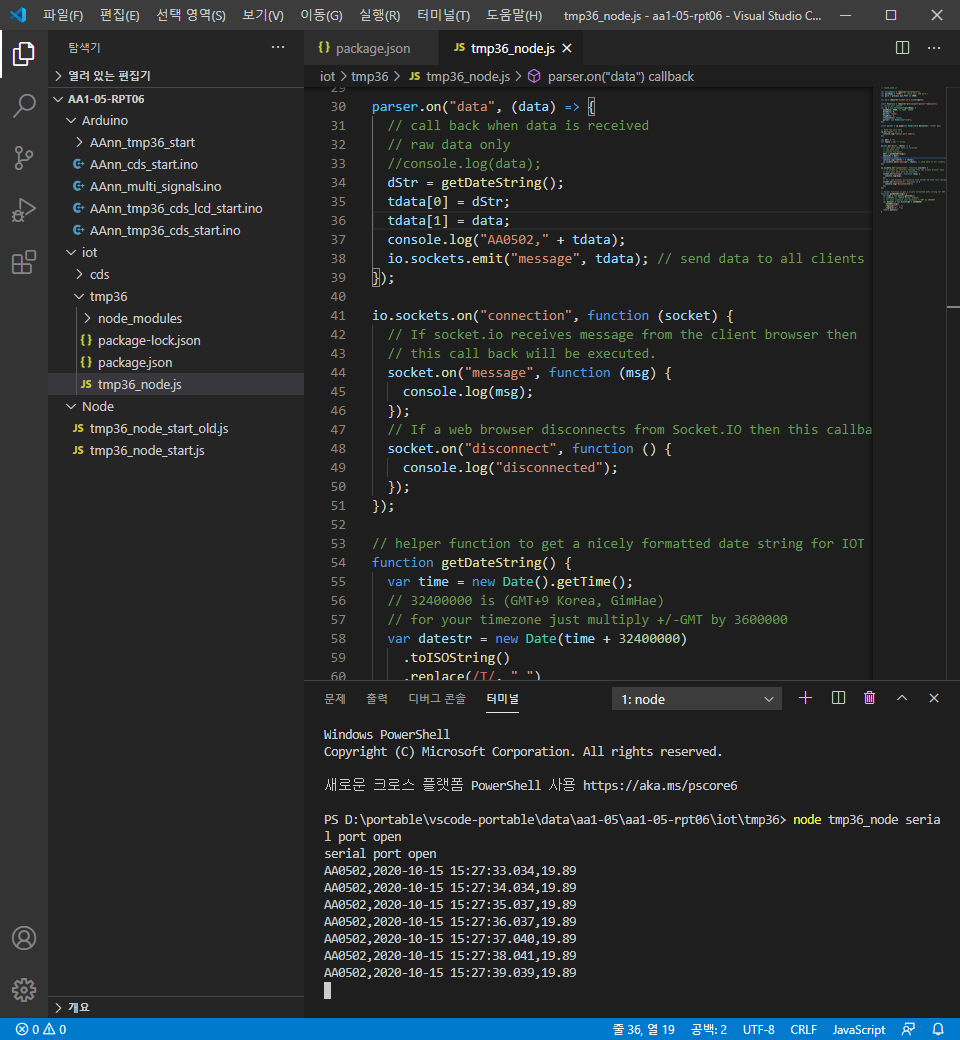 파일(F) 편집(E) 선택 영역(S) 보기(V) 이동(G) 실행(R) 터미널(T) 도움말(H) tmp36_node.js - aa1-05-rpt06 - Visual Studio C...
탐색기
열려 있는 편집기
AA1-05-RPT06
Arduino
AAnn_tmp36_start
AAnn_cds_start.ino
AAnn_multi_signals.ino
AAnn_tmp36_cds_lcd_start.ino
AAnn_tmp36_cds_start.ino
iot
cds
tmp36
node_modules
{} package-lock.json
{} package.json
JS tmp36_node.js
Node
JS tmp36_node_start_old.js
JS tmp36_node_start.js
개요
{} package.json JS tmp36_node.js
iot > tmp36 > JS tmp36_node.js > parser.on("data") callback
29
30 parser.on("data", (data) => {
31 // call back when data is received
32 // raw data only
33 //console.log(data);
34 dStr = getDateString();
35 tdata[0] = dStr;
36 tdata[1] = data;
37 console.log("AA0502," + tdata);
38 io.sockets.emit("message", tdata); // send data to all clients
39 });
40
41 io.sockets.on("connection", function (socket) {
42 // If socket.io receives message from the client browser then
43 // this call back will be executed.
44 socket.on("message", function (msg) {
45 console.log(msg);
46 });
47 // If a web browser disconnects from Socket.IO then this callba
48 socket.on("disconnect", function () {
49 console.log("disconnected");
50 });
51 });
52
53 // helper function to get a nicely formatted date string for IOT
54 function getDateString() {
55 var time = new Date().getTime();
56 // 32400000 is (GMT+9 Korea, GimHae)
57 // for your timezone just multiply +/-GMT by 3600000
58 var datestr = new Date(time + 32400000)
59 .toISOString()
60 .replace(/T/, " ")
문제 출력 디버그 콘솔 터미널 1: node
Windows PowerShell
Copyright (C) Microsoft Corporation. All rights reserved.
새로운 크로스 플랫폼 PowerShell 사용 https://aka.ms/pscore6
PS D:\portable\vscode-portable\data\aa1-05\aa1-05-rpt06\iot\tmp36> node tmp36_node seria
l port open
serial port open
AA0502,2020-10-15 15:27:33.034,19.89
AA0502,2020-10-15 15:27:34.034,19.89
AA0502,2020-10-15 15:27:35.037,19.89
AA0502,2020-10-15 15:27:36.037,19.89
AA0502,2020-10-15 15:27:37.040,19.89
AA0502,2020-10-15 15:27:38.041,19.89
AA0502,2020-10-15 15:27:39.039,19.89
0 0 줄 36, 열 19 공백: 2 UTF-8 CRLF JavaScript